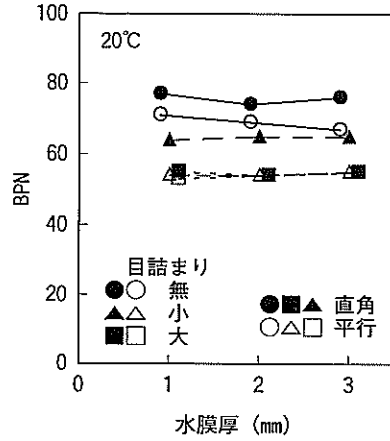 100
20℃
80
60
BPN
40
目詰まり
●○ 無
▲△ 小
■□ 大
●■▲ 直角
○△□ 平行
20
0
0 1 2 3
水膜厚 (mm)